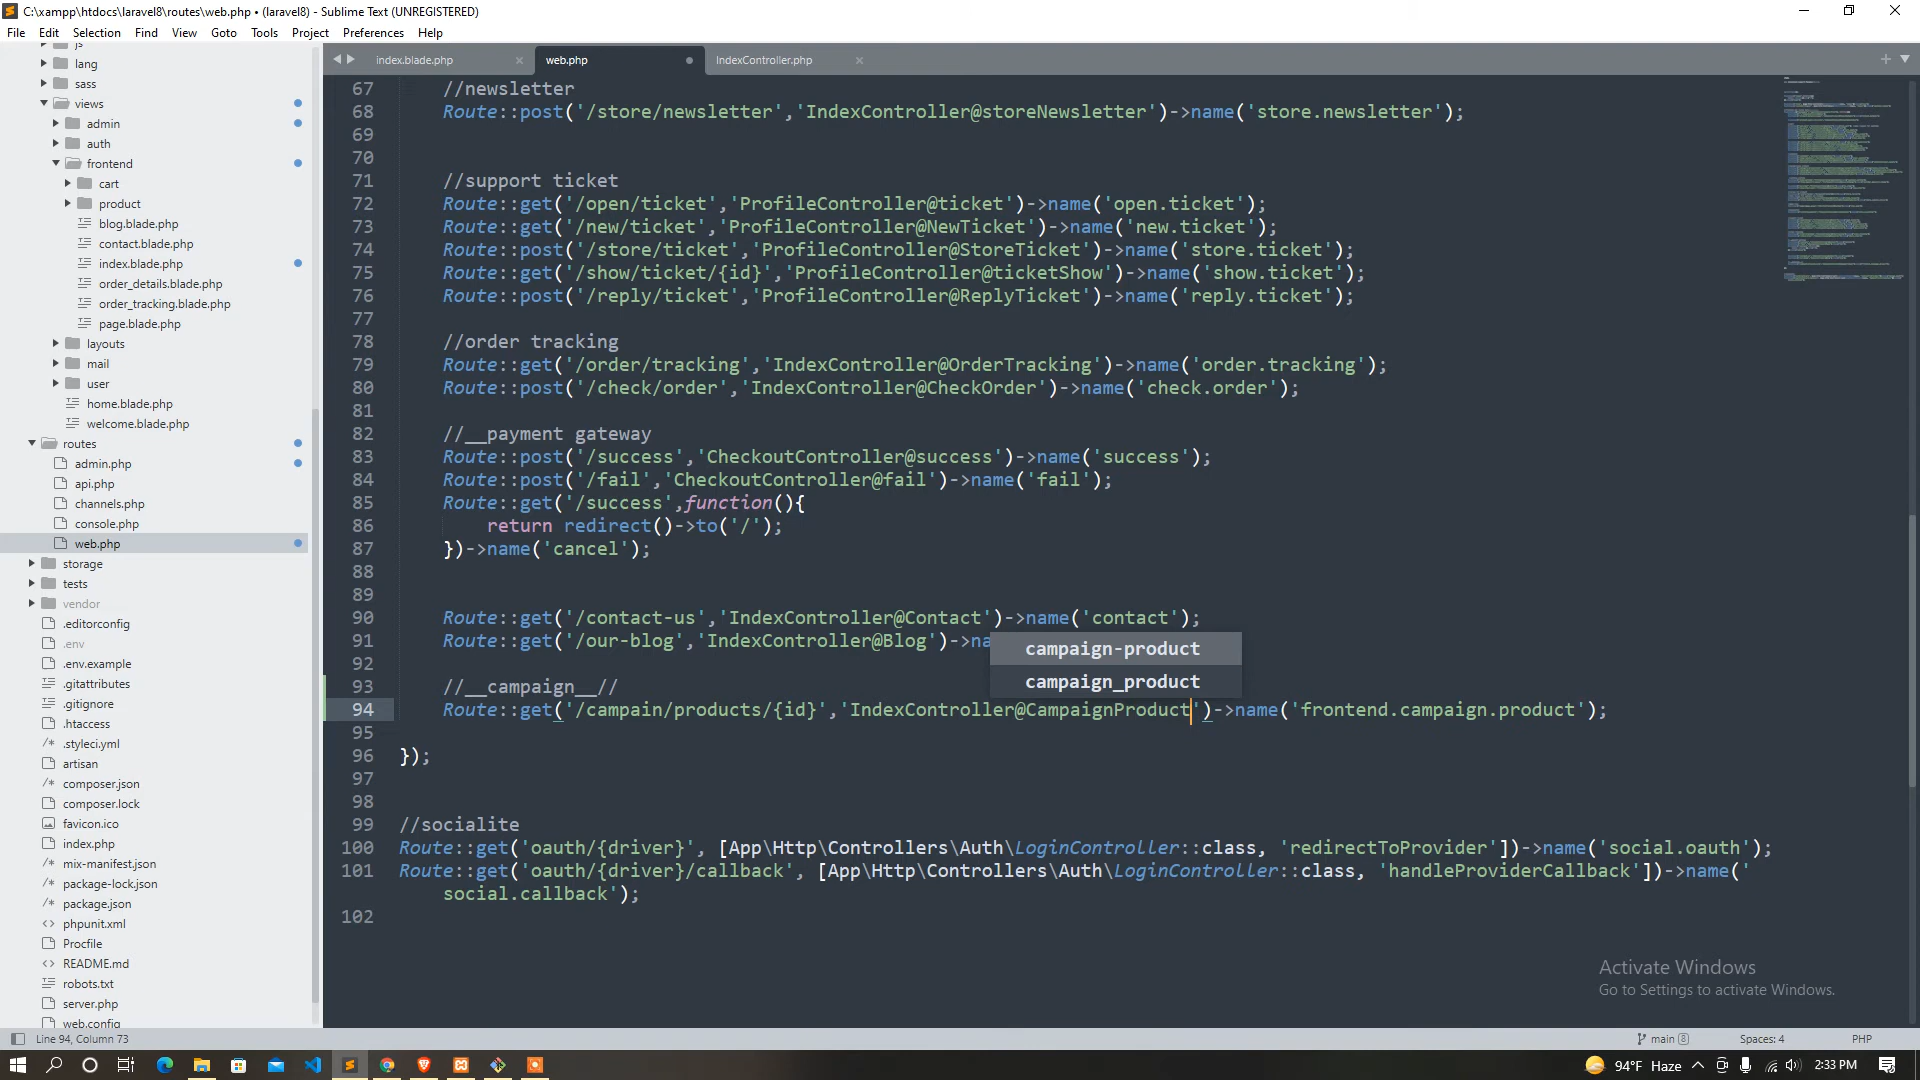 C:\xampp\htdocs\laravel8\routes\web.php • (laravel8) - Sublime Text (UNREGISTERED)
File Edit Selection Find View Goto Tools Project Preferences Help
js
lang
sass
views
admin
auth
frontend
cart
product
blog.blade.php
contact.blade.php
index.blade.php
order_details.blade.php
order_tracking.blade.php
page.blade.php
layouts
mail
user
home.blade.php
welcome.blade.php
routes
admin.php
api.php
channels.php
console.php
web.php
storage
tests
vendor
.editorconfig
.env
.env.example
.gitattributes
.gitignore
.htaccess
.styleci.yml
artisan
composer.json
composer.lock
favicon.ico
index.php
mix-manifest.json
package-lock.json
package.json
phpunit.xml
Procfile
README.md
robots.txt
server.php
web.config
index.blade.php web.php IndexController.php
67 //newsletter
68 Route::post('/store/newsletter','IndexController@storeNewsletter')->name('store.newsletter');
69
70
71 //support ticket
72 Route::get('/open/ticket','ProfileController@ticket')->name('open.ticket');
73 Route::get('/new/ticket','ProfileController@NewTicket')->name('new.ticket');
74 Route::post('/store/ticket','ProfileController@StoreTicket')->name('store.ticket');
75 Route::get('/show/ticket/{id}','ProfileController@ticketShow')->name('show.ticket');
76 Route::post('/reply/ticket','ProfileController@ReplyTicket')->name('reply.ticket');
77
78 //order tracking
79 Route::get('/order/tracking','IndexController@OrderTracking')->name('order.tracking');
80 Route::post('/check/order','IndexController@CheckOrder')->name('check.order');
81
82 //__payment gateway
83 Route::post('/success','CheckoutController@success')->name('success');
84 Route::post('/fail','CheckoutController@fail')->name('fail');
85 Route::get('/success',function(){
86 return redirect()->to('/');
87 })->name('cancel');
88
89
90 Route::get('/contact-us','IndexController@Contact')->name('contact');
91 Route::get('/our-blog','IndexController@Blog')->na
campaign-product
92
campaign_product
93 //__campaign__//
94 Route::get('/campain/products/{id}','IndexController@CampaignProduct')->name('frontend.campaign.product');
95
96 });
97
98
99 //socialite
100 Route::get('oauth/{driver}', [App\Http\Controllers\Auth\LoginController::class, 'redirectToProvider'])->name('social.oauth');
101 Route::get('oauth/{driver}/callback', [App\Http\Controllers\Auth\LoginController::class, 'handleProviderCallback'])->name('
social.callback');
102
Activate Windows
Go to Settings to activate Windows.
Line 94, Column 73 main 8 Spaces: 4 PHP
94°F Haze 2:33 PM